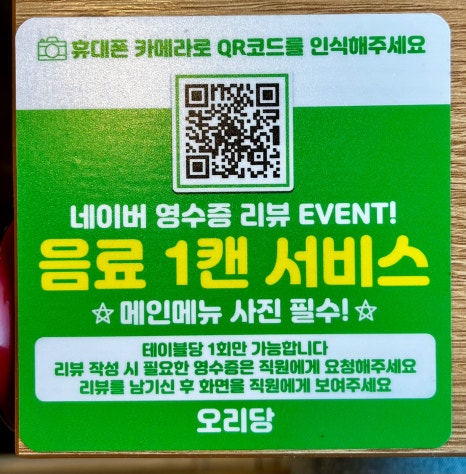 휴대폰 카메라로 QR코드를 인식해주세요
네이버 영수증 리뷰 EVENT!
음료 1캔 서비스
☆ 메인메뉴 사진 필수! ☆
테이블당 1회만 가능합니다
리뷰 작성 시 필요한 영수증은 직원에게 요청해주세요
리뷰를 남기신 후 화면을 직원에게 보여주세요
오리당